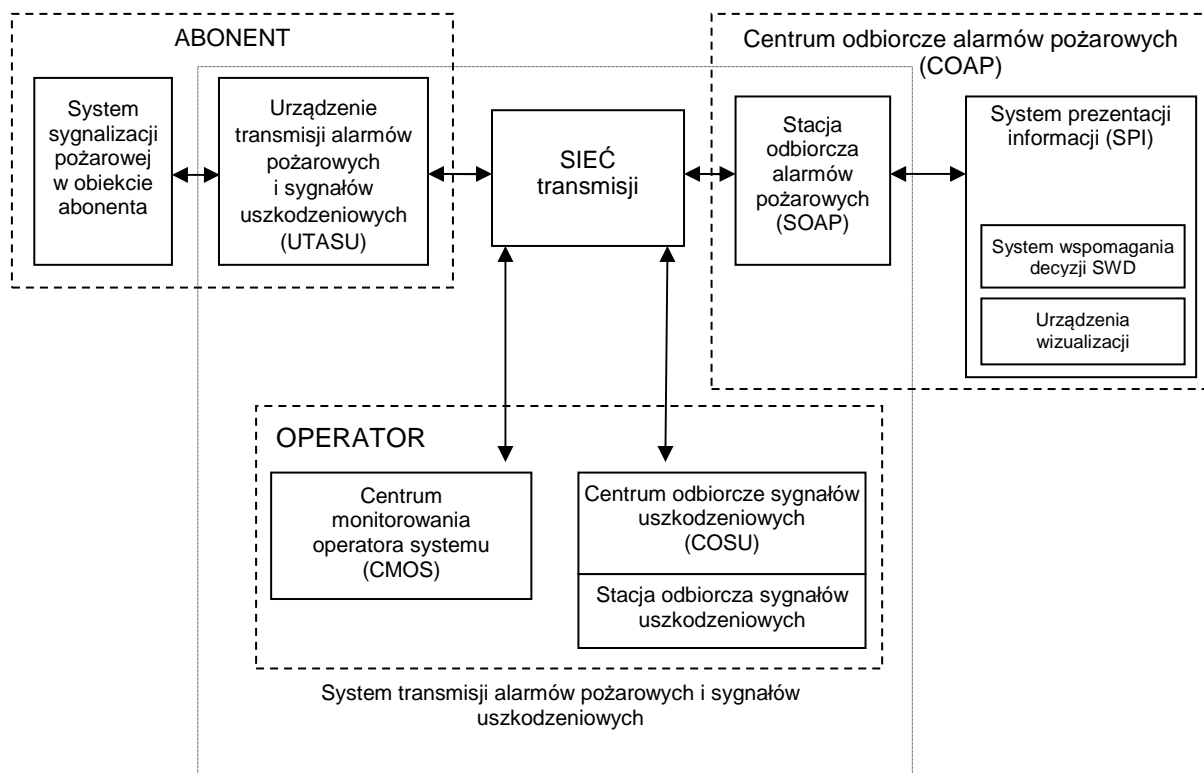 ABONENT
System
sygnalizacji
pożarowej
w obiekcie
abonenta
Urządzenie
transmisji alarmów
pożarowych
i sygnałów
uszkodzeniowych
(UTASU)
SIEĆ
transmisji
Centrum odbiorcze alarmów pożarowych
(COAP)
Stacja
odbiorcza
alarmów
pożarowych
(SOAP)
System prezentacji
informacji (SPI)
System wspomagania
decyzji SWD
Urządzenia
wizualizacji
OPERATOR
Centrum
monitorowania
operatora systemu
(CMOS)
Centrum odbiorcze sygnałów
uszkodzeniowych
(COSU)
Stacja odbiorcza sygnałów
uszkodzeniowych
System transmisji alarmów pożarowych i sygnałów
uszkodzeniowych